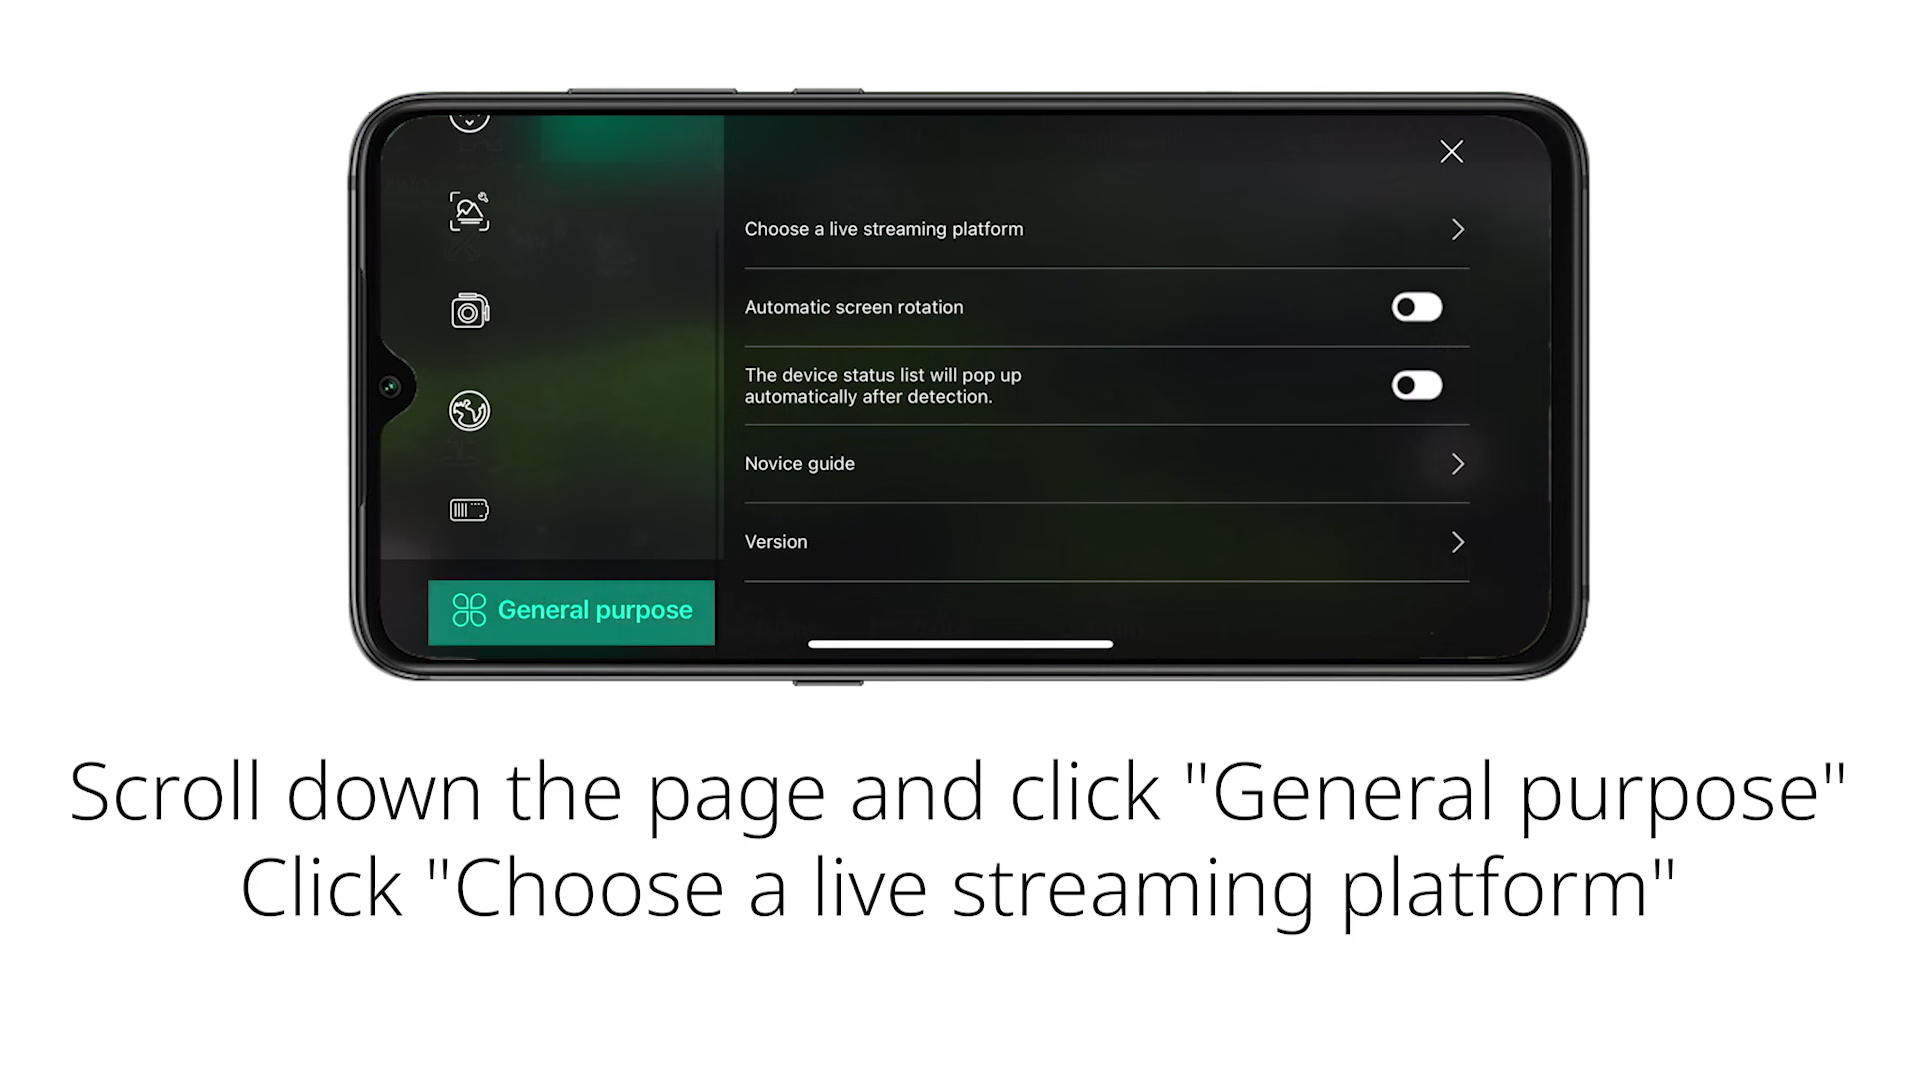 Choose a live streaming platform
Automatic screen rotation
The device status list will pop up
automatically after detection.
Novice guide
Version
General purpose
Scroll down the page and click "General purpose"
Click "Choose a live streaming platform"